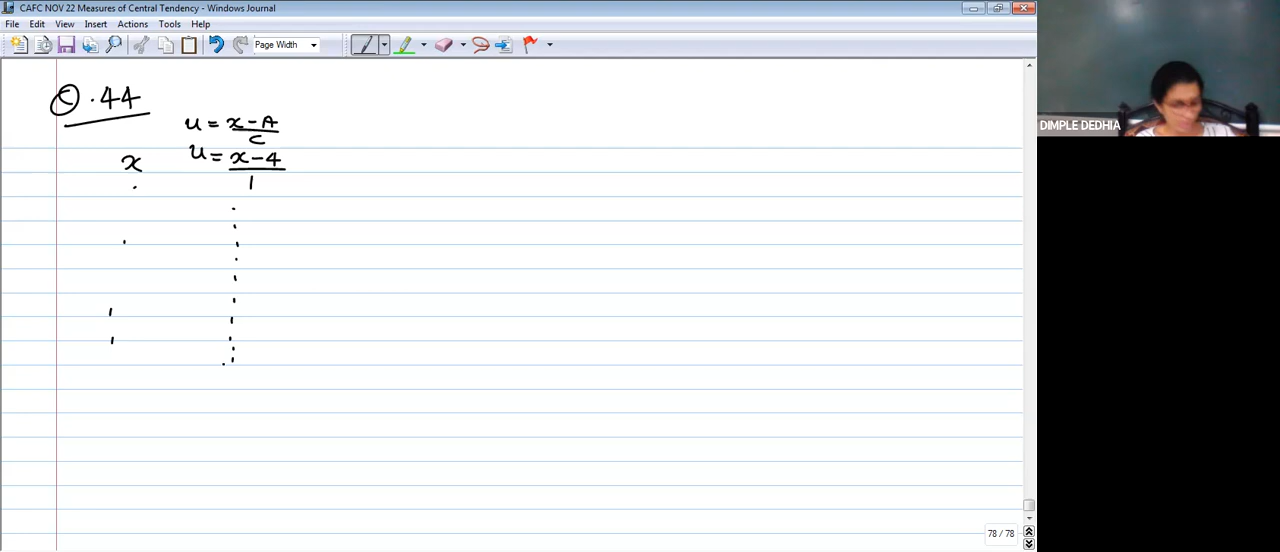 CAFC NOV 22 Measures of Central Tendency - Windows Journal
File Edit View Insert Actions Tools Help
Page Width
C .44
u = x-A
C
x u = x-4
1
DIMPLE DEDHIA
78 / 78